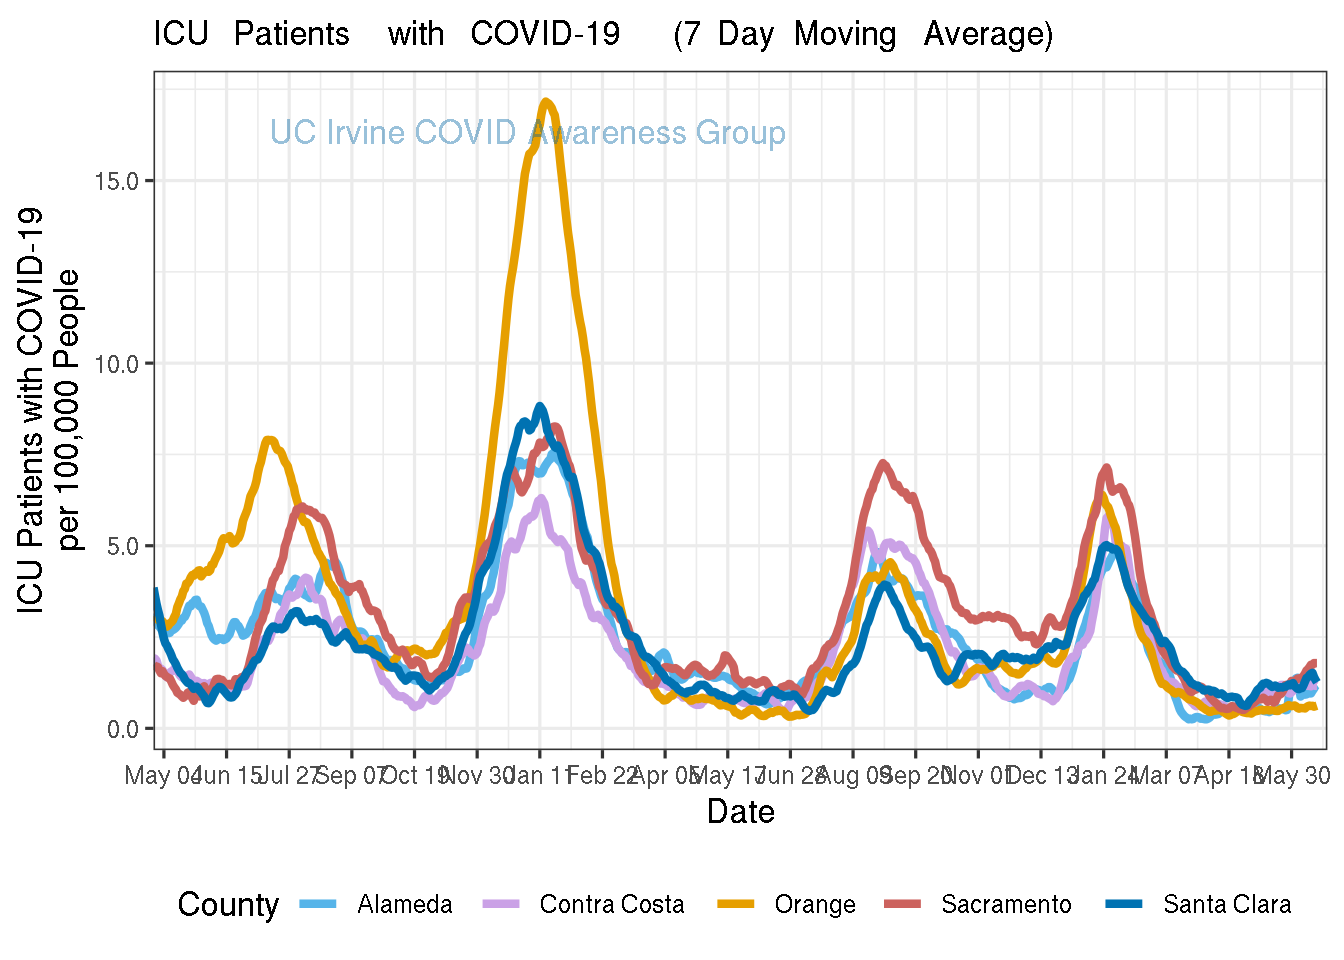 ICU Patients with COVID-19 (7 Day Moving Average)
UC Irvine COVID Awareness Group
15.0
10.0
5.0
0.0
ICU Patients with COVID-19
per 100,000 People
May 04 Jun 15 Jul 27 Sep 07 Oct 19 Nov 30 Jan 11 Feb 22 Apr 05 May 17 Jun 28 Aug 09 Sep 20 Nov 01 Dec 13 Jan 24 Mar 07 Apr 18 May 30
Date
County Alameda Contra Costa Orange Sacramento Santa Clara